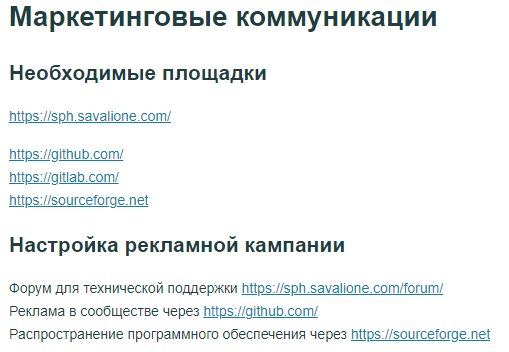 Маркетинговые коммуникации
Необходимые площадки
https://sph.savalione.com/
https://github.com/
https://gitlab.com/
https://sourceforge.net
Настройка рекламной кампании
Форум для технической поддержки https://sph.savalione.com/forum/
Реклама в сообществе через https://github.com/
Распространение программного обеспечения через https://sourceforge.net